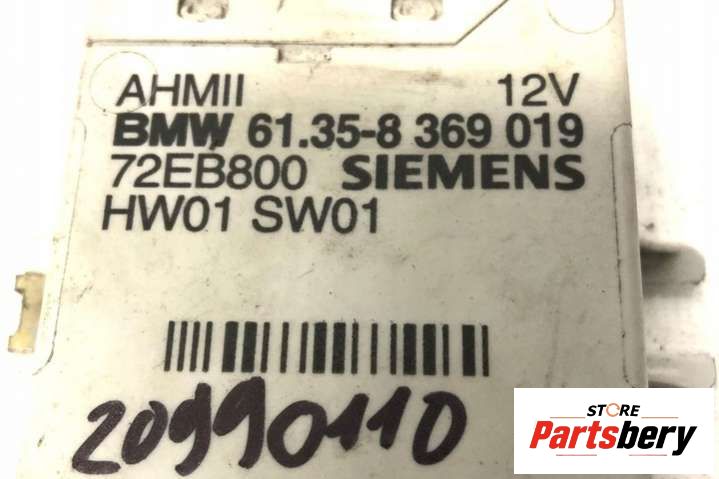 AHMII 12V
BMW 61.35-8 369 019
72EB800 SIEMENS
HW01 SW01
20990110
STORE
Partsbery